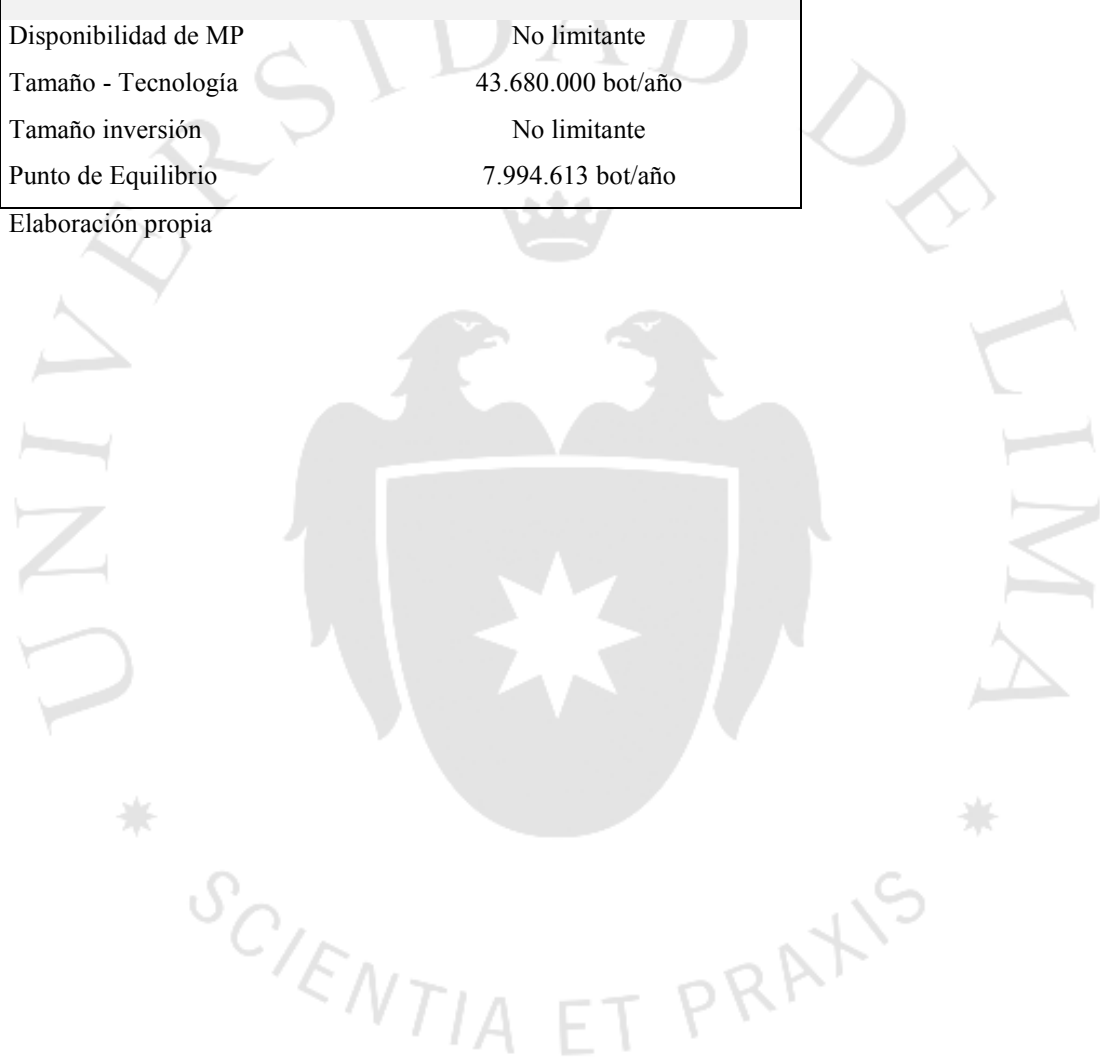 Disponibilidad de MP No limitante
Tamaño - Tecnología 43.680.000 bot/año
Tamaño inversión No limitante
Punto de Equilibrio 7.994.613 bot/año
Elaboración propia
UNIVERSIDAD DE LIMA
SCIENTIA ET PRAXIS